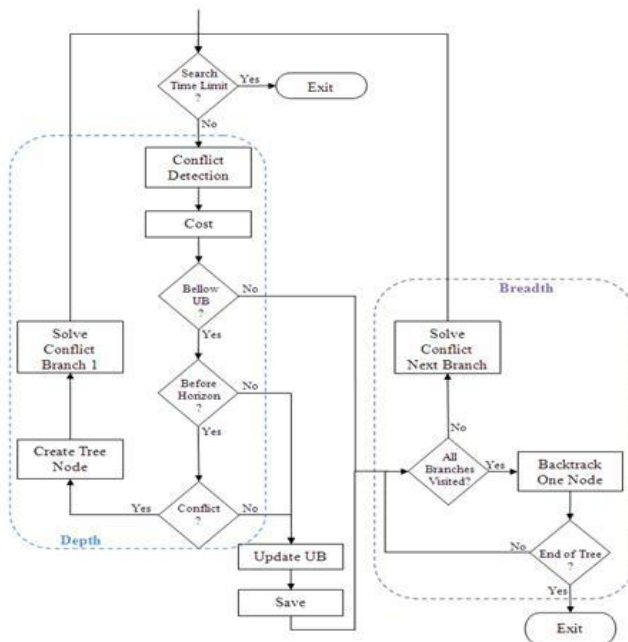 Search
Time Limit
?
Yes
Exit
No
Conflict
Detection
Cost
Bellow
UB
?
No
Yes
Before
Horizon
?
No
Yes
Conflict
?
Yes
No
Create Tree
Node
Solve
Conflict
Branch 1
Depth
Update UB
Save
Breadth
Solve
Conflict
Next Branch
No
All
Branches
Visited?
Yes
Backtrack
One Node
No
End of Tree
?
Yes
Exit